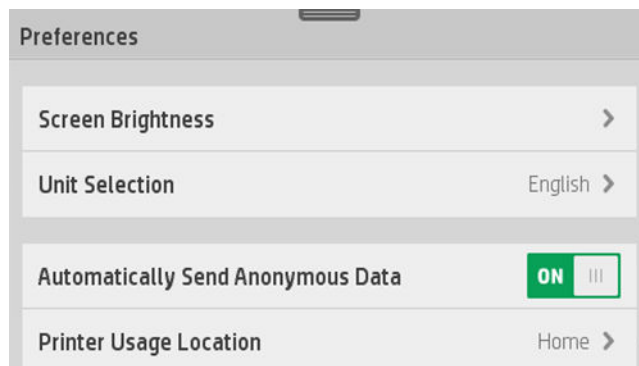 Preferences
Screen Brightness
Unit Selection English
Automatically Send Anonymous Data ON
Printer Usage Location Home